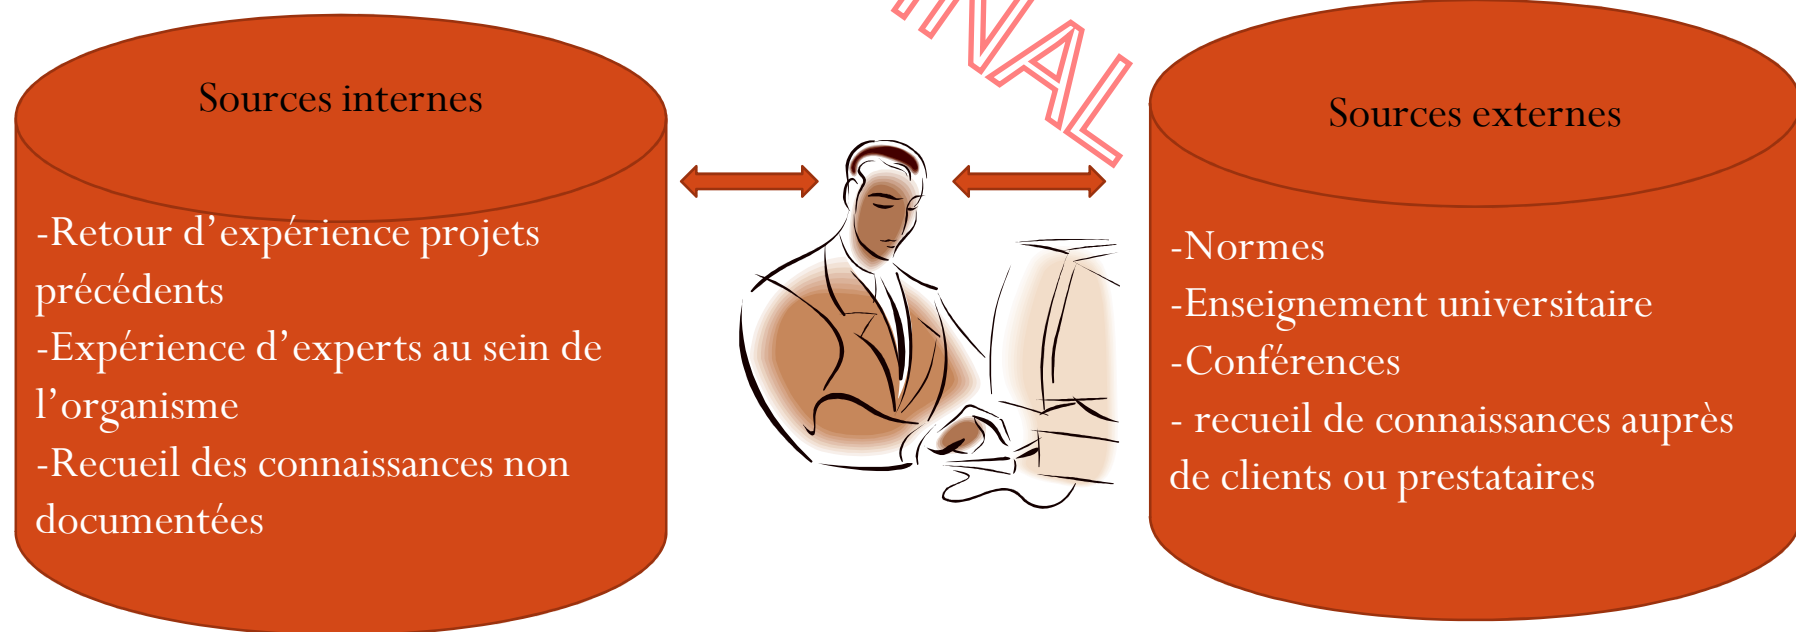 Sources internes
-Retour d’expérience projets
précédents
-Expérience d’experts au sein de
l’organisme
-Recueil des connaissances non
documentées
INAL
Sources externes
-Normes
-Enseignement universitaire
-Conférences
- recueil de connaissances auprès
de clients ou prestataires